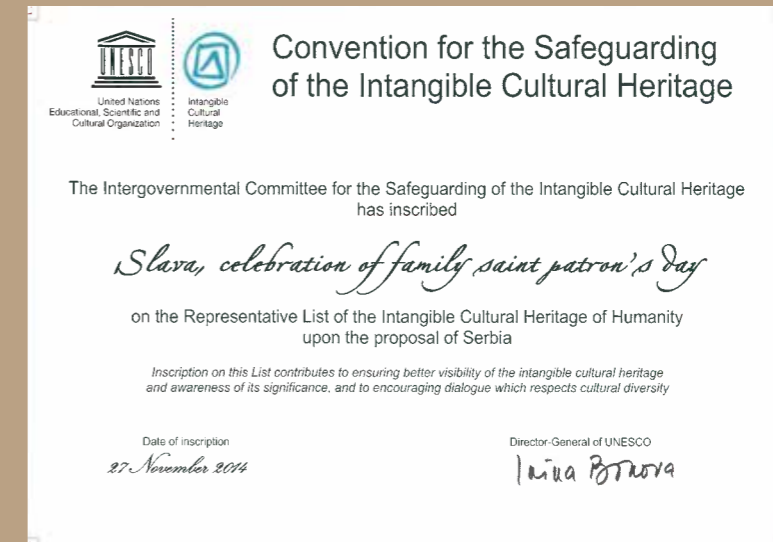 UNESCO
United Nations
Educational, Scientific and
Cultural Organization
Intangible
Cultural
Heritage
Convention for the Safeguarding
of the Intangible Cultural Heritage
The Intergovernmental Committee for the Safeguarding of the Intangible Cultural Heritage
has inscribed
Slava, celebration of family saint patron's day
on the Representative List of the Intangible Cultural Heritage of Humanity
upon the proposal of Serbia
Inscription on this List contributes to ensuring better visibility of the intangible cultural heritage
and awareness of its significance, and to encouraging dialogue which respects cultural diversity
Date of inscription
27 November 2014
Director-General of UNESCO